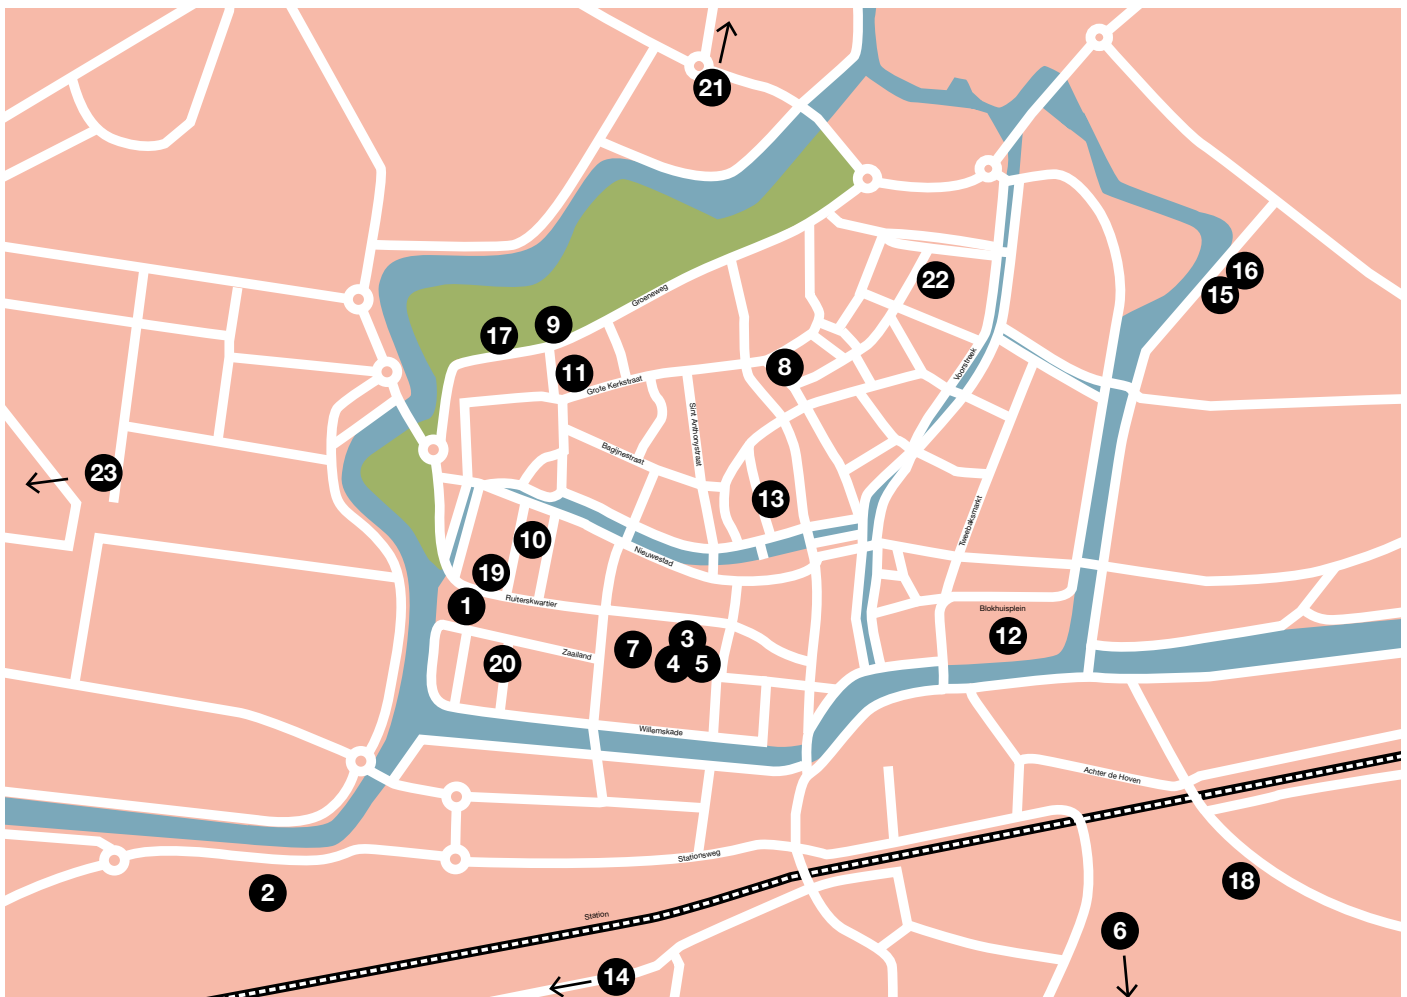 21
22
16
15
Groeneweg
9
17
11
8
Grote Kerkstraat
Voorstreek
Sint Anthonystraat
Bagijnestraat
23
13
Tweebaksmarkt
10
Nieuwestad
19
1
Ruiterskwartier
Blokhuisplein
12
3
7
4
5
Zaailand
20
Willemskade
Achter de Hoven
Stationsweg
2
18
Station
6
14